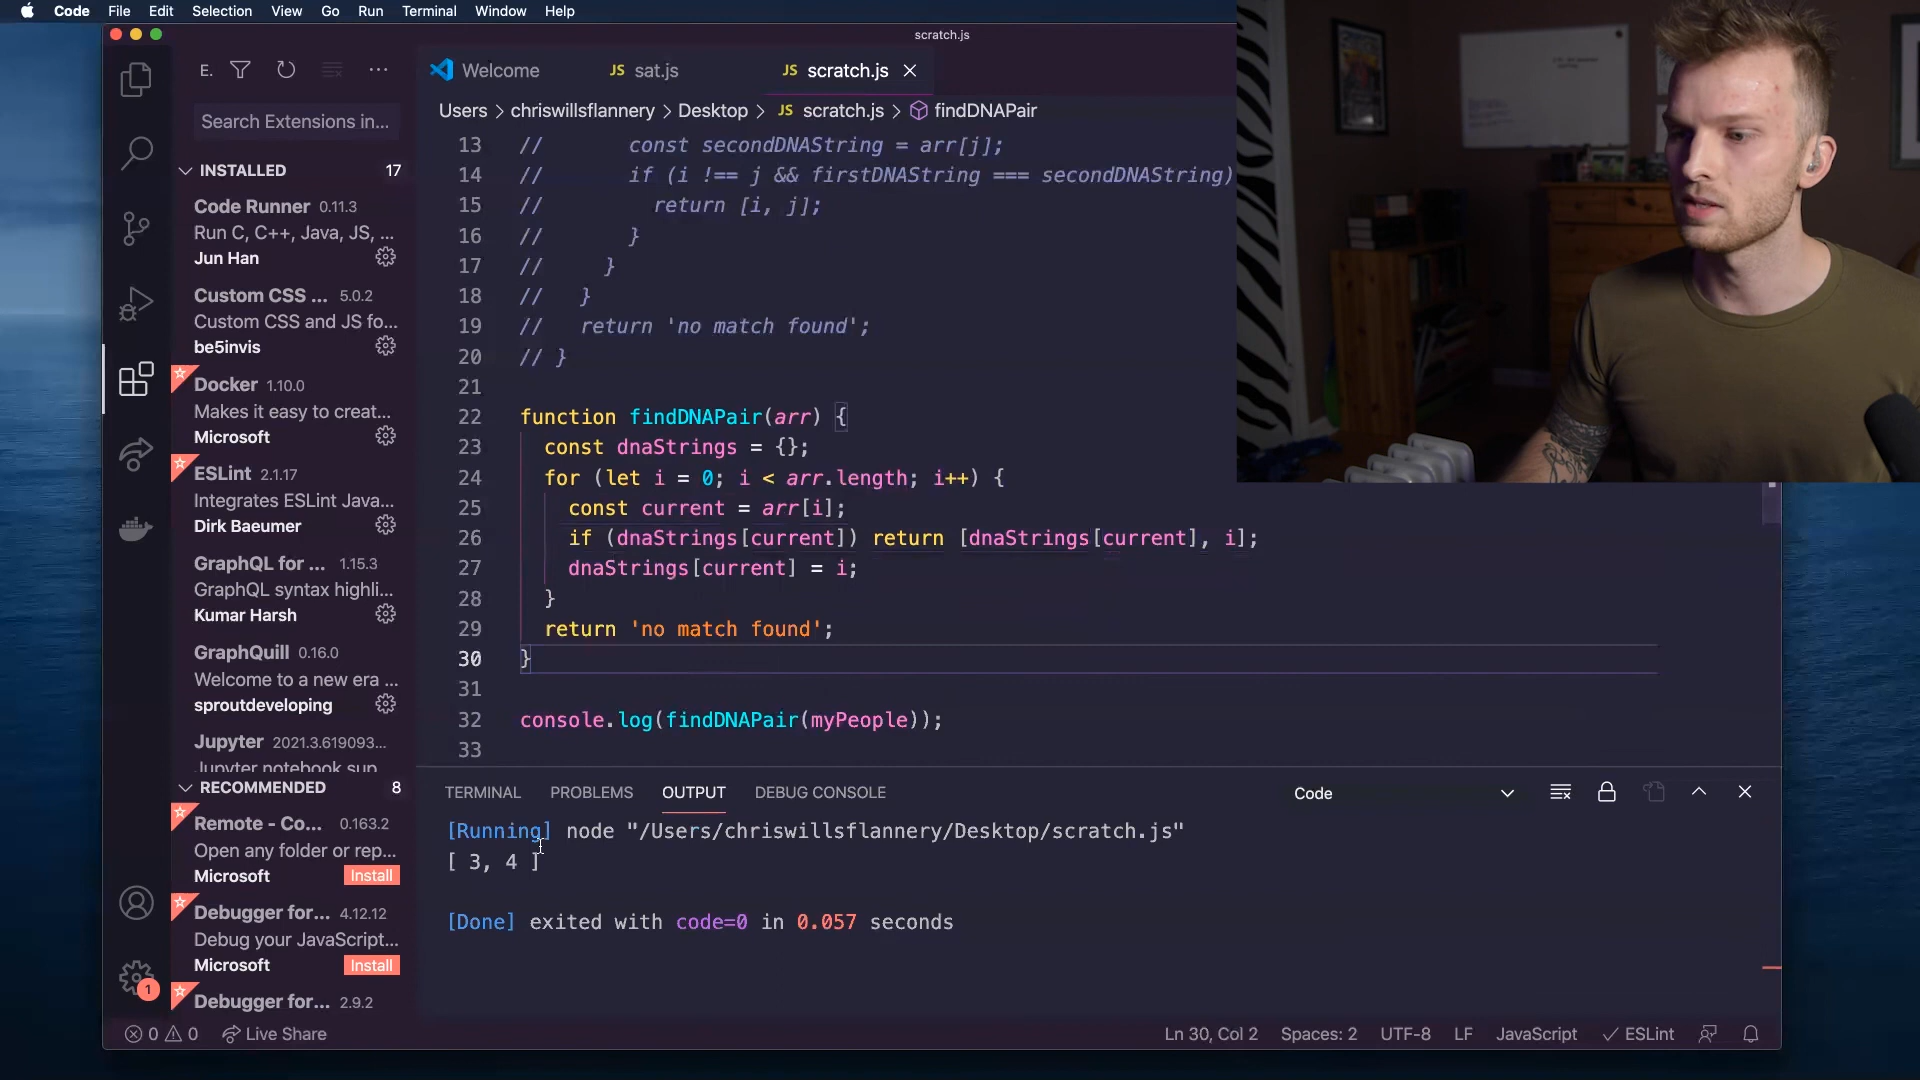 Code File Edit Selection View Go Run Terminal Window Help
scratch.js
E.
Welcome
JS sat.js
JS scratch.js
Users > chriswillsflannery > Desktop > JS scratch.js > findDNAPair
Search Extensions in...
INSTALLED 17
Code Runner 0.11.3
Run C, C++, Java, JS, ...
Jun Han
Custom CSS ... 5.0.2
Custom CSS and JS fo...
be5invis
Docker 1.10.0
Makes it easy to creat...
Microsoft
ESLint 2.1.17
Integrates ESLint Java...
Dirk Baeumer
GraphQL for ... 1.15.3
GraphQL syntax highli...
Kumar Harsh
GraphQuill 0.16.0
Welcome to a new era ...
sproutdeveloping
Jupyter 2021.3.619093...
Jupyter notebook sup
RECOMMENDED 8
Remote - Co... 0.163.2
Open any folder or rep...
Microsoft Install
Debugger for... 4.12.12
Debug your JavaScript...
Microsoft Install
Debugger for... 2.9.2
1
13 // const secondDNAString = arr[j];
14 // if (i !== j && firstDNAString === secondDNAString)
15 // return [i, j];
16 // }
17 // }
18 // }
19 // return 'no match found';
20 // }
21
22 function findDNAPair(arr) {
23 const dnaStrings = {};
24 for (let i = 0; i < arr.length; i++) {
25 const current = arr[i];
26 if (dnaStrings[current]) return [dnaStrings[current], i];
27 dnaStrings[current] = i;
28 }
29 return 'no match found';
30 }
31
32 console.log(findDNAPair(myPeople));
33
TERMINAL PROBLEMS OUTPUT DEBUG CONSOLE
Code
[Running] node "/Users/chriswillsflannery/Desktop/scratch.js"
[ 3, 4 ]
[Done] exited with code=0 in 0.057 seconds
0 0 Live Share
Ln 30, Col 2 Spaces: 2 UTF-8 LF JavaScript ESLint